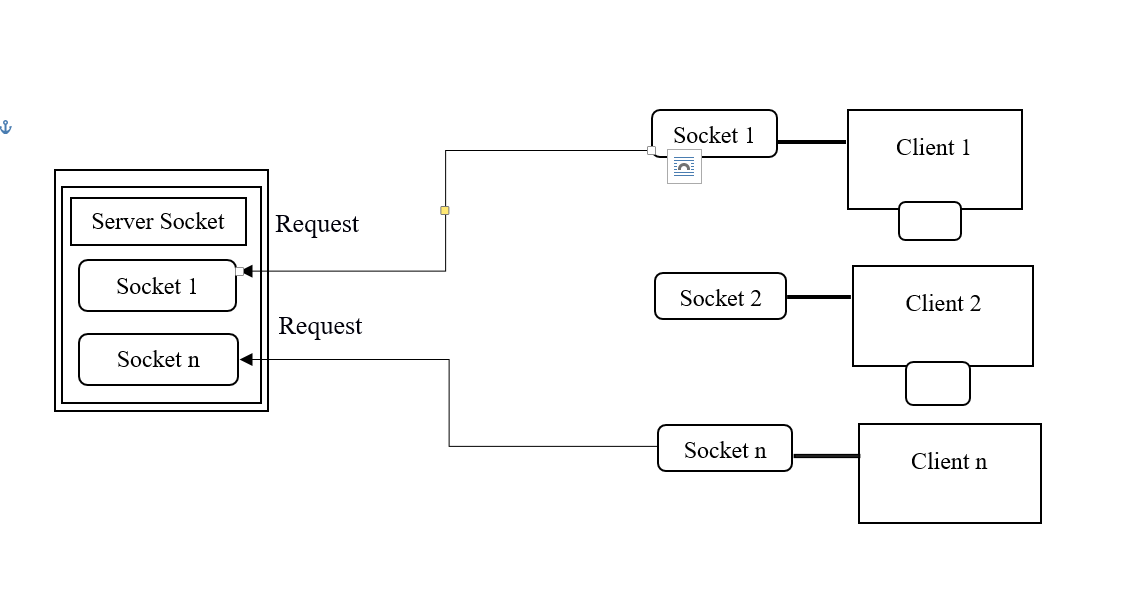 Socket 1
Client 1
Server Socket
Request
Socket 1
Socket 2
Client 2
Request
Socket n
Socket n
Client n